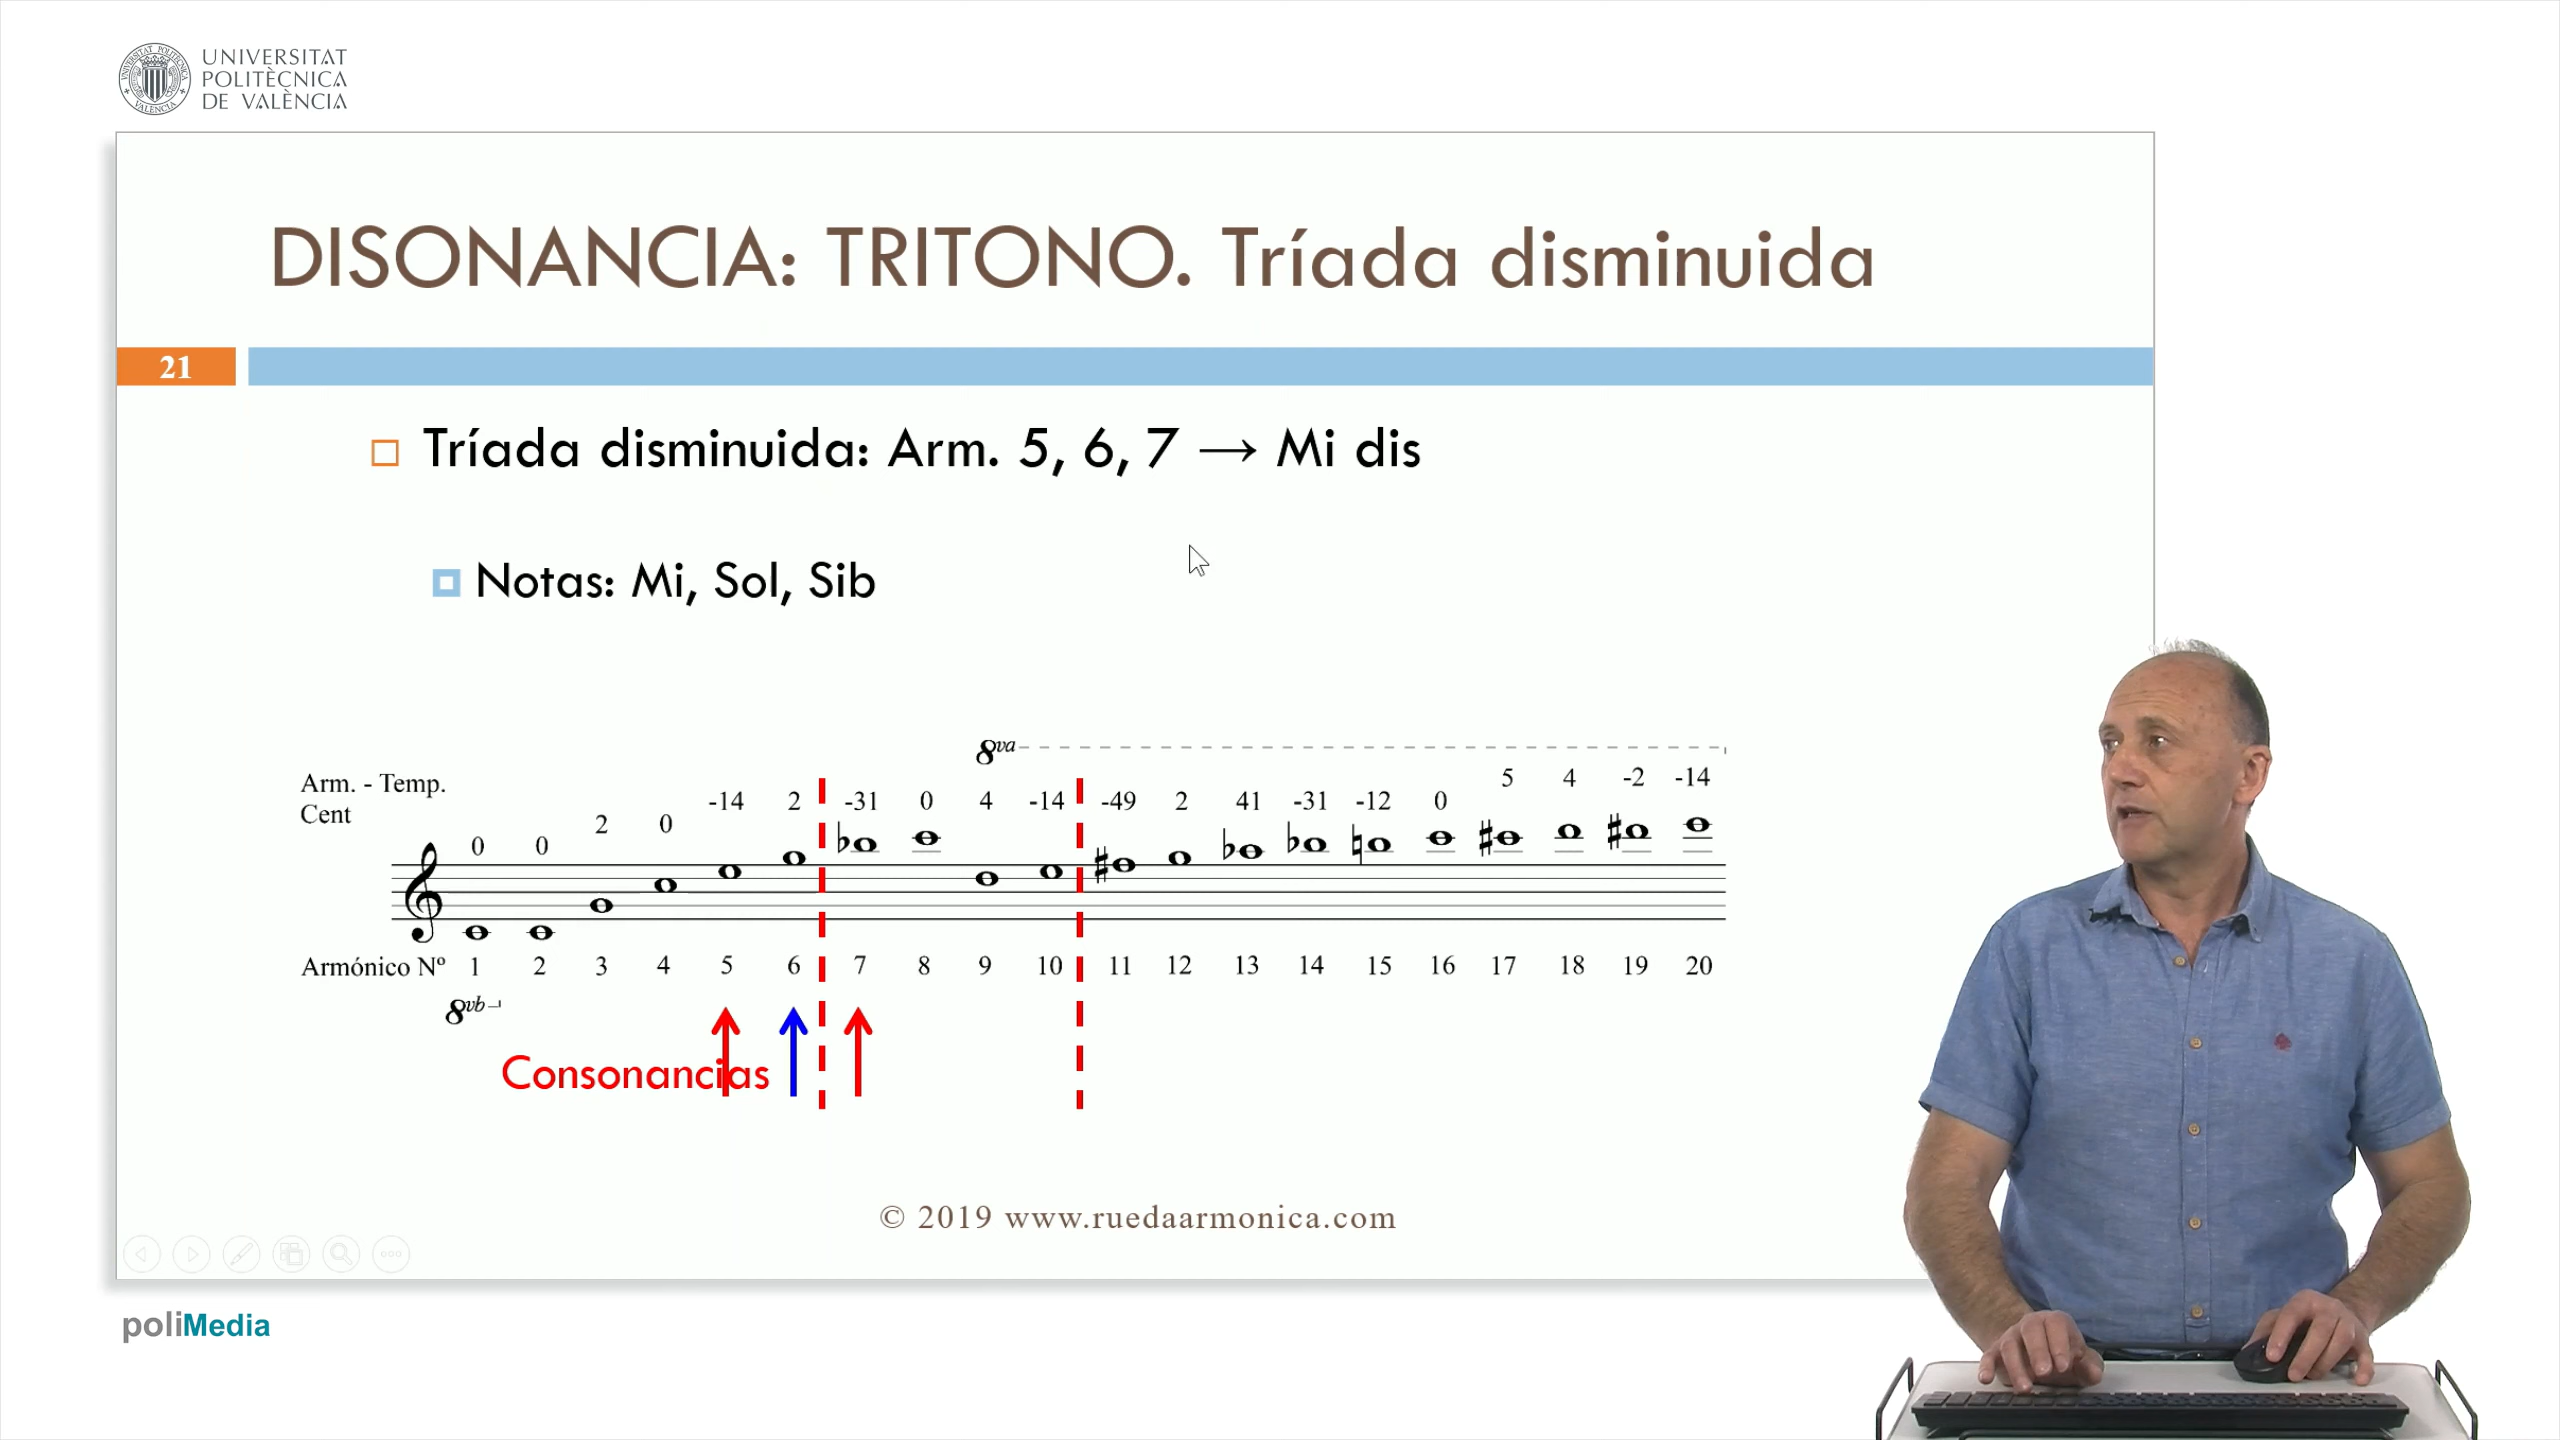 UNIVERSITAT
POLITÈCNICA
DE VALÈNCIA
DISONANCIA: TRITONO. Tríada disminuida
21
Tríada disminuida: Arm. 5, 6, 7 → Mi dis
Notas: Mi, Sol, Sib
8va
Arm. - Temp.
Cent
0 0 2 0 -14 2 -31 0 4 -14 -49 2 41 -31 -12 0 5 4 -2 -14
Armónico Nº 1 2 3 4 5 6 7 8 9 10 11 12 13 14 15 16 17 18 19 20
8vb
Consonancias
© 2019 www.ruedaarmonica.com
poliMedia